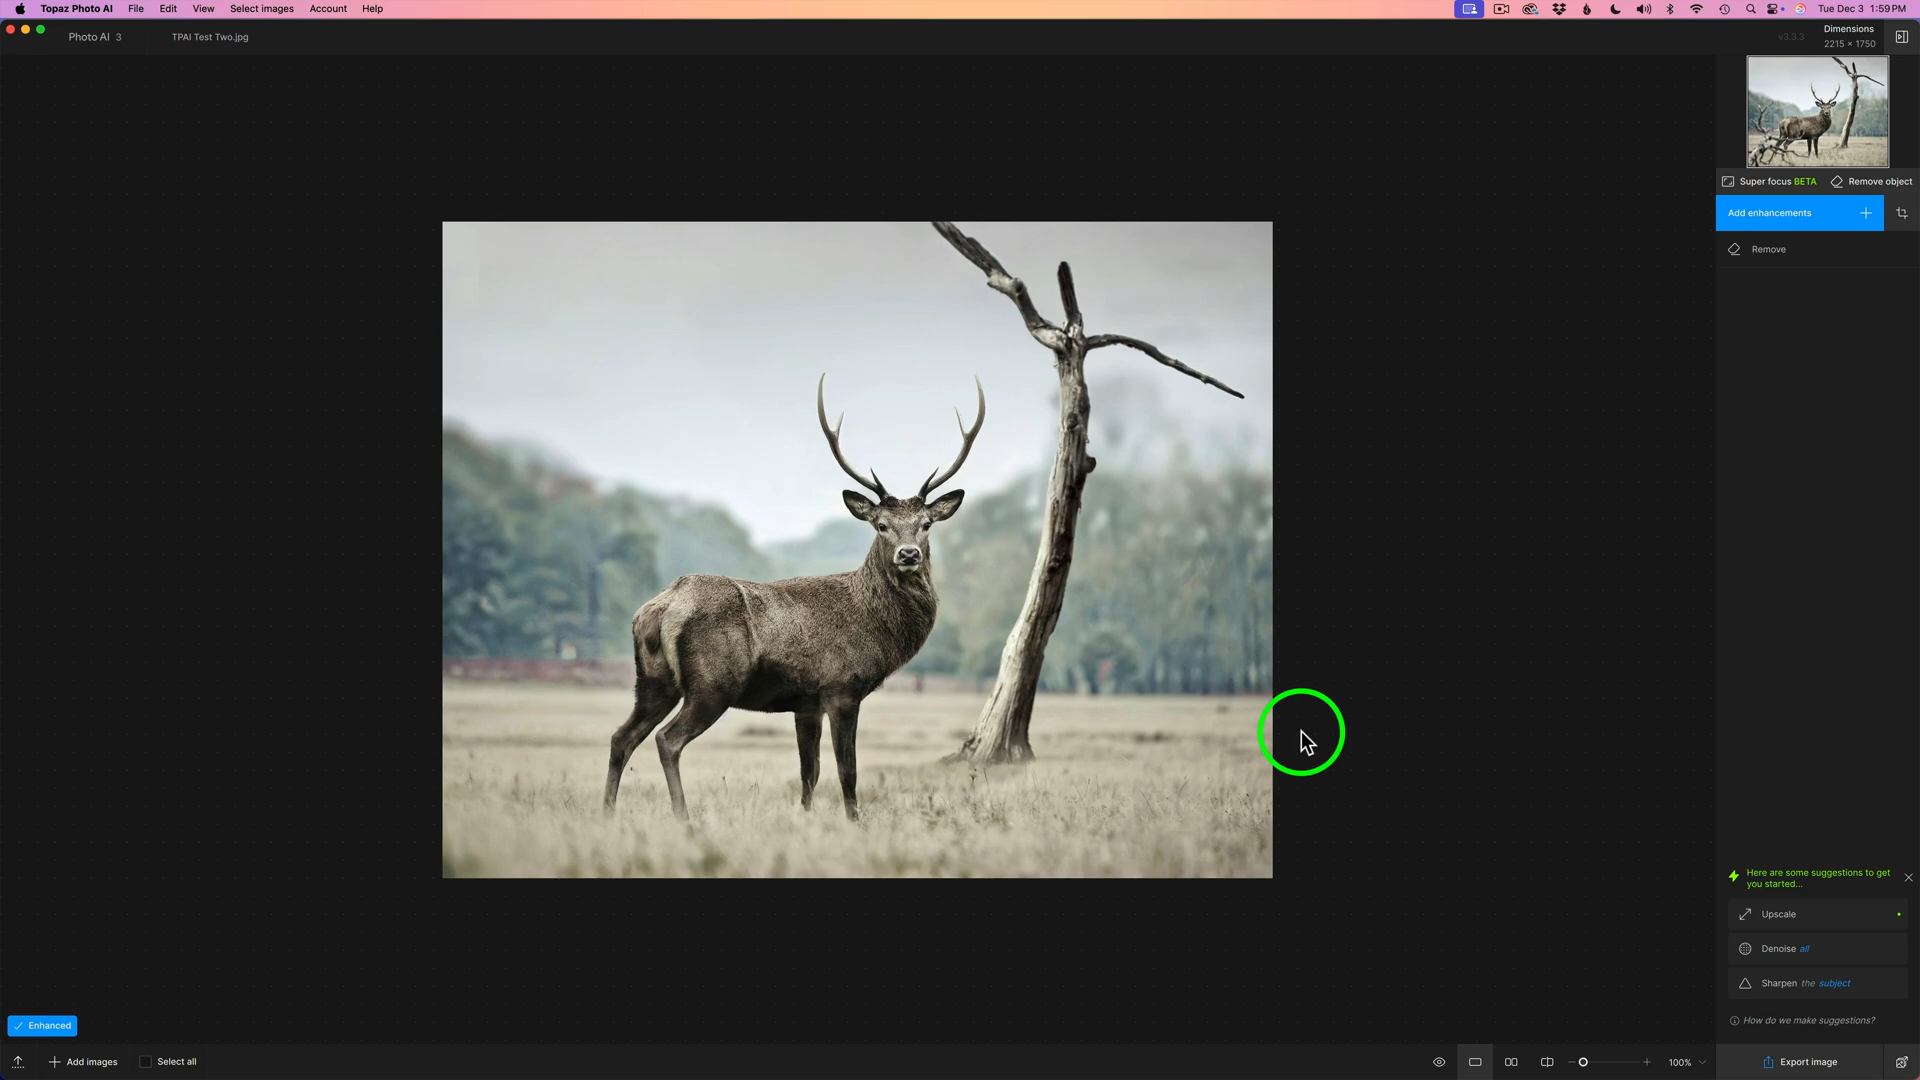 Topaz Photo AI File Edit View Select images Account Help Tue Dec 3 1:59 PM
Photo AI 3 TPAI Test Two.jpg v3.3.3 Dimensions
2215 × 1750
Super focus BETA Remove object
Add enhancements
Remove
Here are some suggestions to get
you started...
Upscale
Denoise all
Sharpen the subject
How do we make suggestions?
Enhanced
Add images Select all 100% Export image